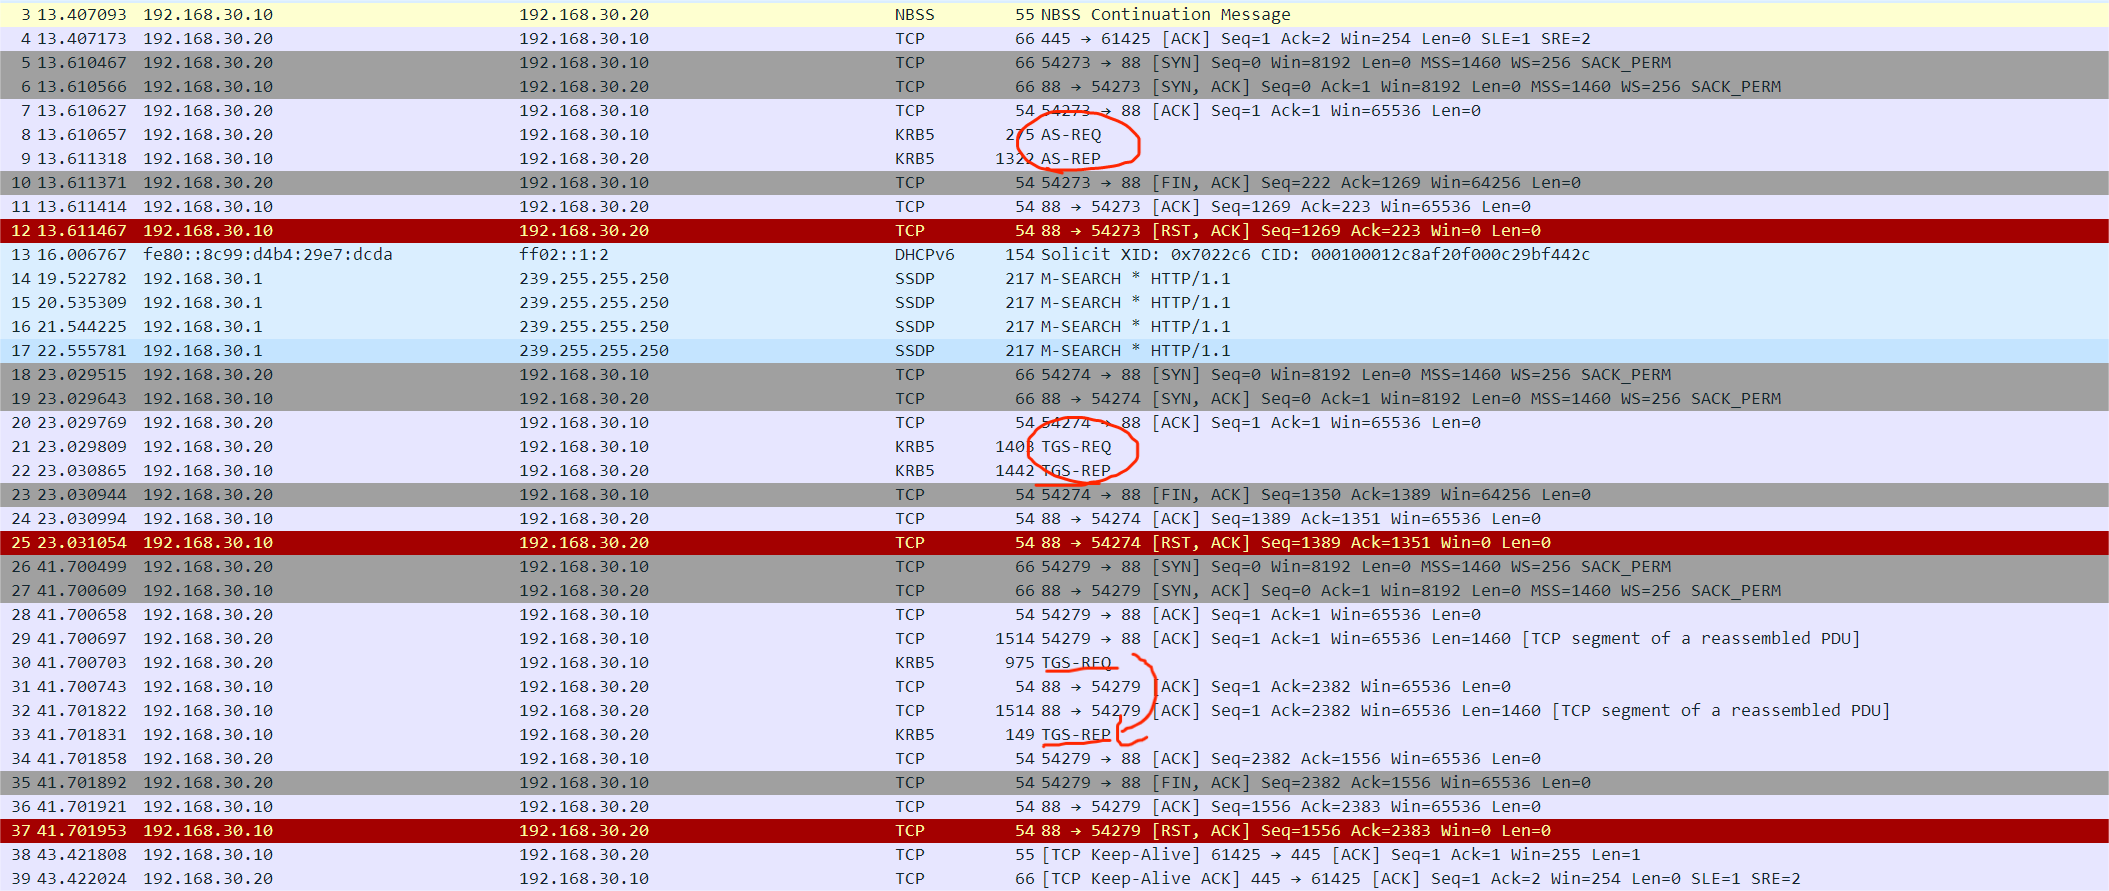 3 13.407093 192.168.30.10 192.168.30.20 NBSS 55 NBSS Continuation Message
4 13.407173 192.168.30.20 192.168.30.10 TCP 66 445 → 61425 [ACK] Seq=1 Ack=2 Win=254 Len=0 SLE=1 SRE=2
5 13.610467 192.168.30.20 192.168.30.10 TCP 66 54273 → 88 [SYN] Seq=0 Win=8192 Len=0 MSS=1460 WS=256 SACK_PERM
6 13.610566 192.168.30.10 192.168.30.20 TCP 66 88 → 54273 [SYN, ACK] Seq=0 Ack=1 Win=8192 Len=0 MSS=1460 WS=256 SACK_PERM
7 13.610627 192.168.30.20 192.168.30.10 TCP 54 54273 → 88 [ACK] Seq=1 Ack=1 Win=65536 Len=0
8 13.610657 192.168.30.20 192.168.30.10 KRB5 275 AS-REQ
9 13.611318 192.168.30.10 192.168.30.20 KRB5 1322 AS-REP
10 13.611371 192.168.30.20 192.168.30.10 TCP 54 54273 → 88 [FIN, ACK] Seq=222 Ack=1269 Win=64256 Len=0
11 13.611414 192.168.30.10 192.168.30.20 TCP 54 88 → 54273 [ACK] Seq=1269 Ack=223 Win=65536 Len=0
12 13.611467 192.168.30.10 192.168.30.20 TCP 54 88 → 54273 [RST, ACK] Seq=1269 Ack=223 Win=0 Len=0
13 16.006767 fe80::8c99:d4b4:29e7:dcda ff02::1:2 DHCPv6 154 Solicit XID: 0x7022c6 CID: 000100012c8af20f000c29bf442c
14 19.522782 192.168.30.1 239.255.255.250 SSDP 217 M-SEARCH * HTTP/1.1
15 20.535309 192.168.30.1 239.255.255.250 SSDP 217 M-SEARCH * HTTP/1.1
16 21.544225 192.168.30.1 239.255.255.250 SSDP 217 M-SEARCH * HTTP/1.1
17 22.555781 192.168.30.1 239.255.255.250 SSDP 217 M-SEARCH * HTTP/1.1
18 23.029515 192.168.30.20 192.168.30.10 TCP 66 54274 → 88 [SYN] Seq=0 Win=8192 Len=0 MSS=1460 WS=256 SACK_PERM
19 23.029643 192.168.30.10 192.168.30.20 TCP 66 88 → 54274 [SYN, ACK] Seq=0 Ack=1 Win=8192 Len=0 MSS=1460 WS=256 SACK_PERM
20 23.029769 192.168.30.20 192.168.30.10 TCP 54 54274 → 88 [ACK] Seq=1 Ack=1 Win=65536 Len=0
21 23.029809 192.168.30.20 192.168.30.10 KRB5 1403 TGS-REQ
22 23.030865 192.168.30.10 192.168.30.20 KRB5 1442 TGS-REP
23 23.030944 192.168.30.20 192.168.30.10 TCP 54 54274 → 88 [FIN, ACK] Seq=1350 Ack=1389 Win=64256 Len=0
24 23.030994 192.168.30.10 192.168.30.20 TCP 54 88 → 54274 [ACK] Seq=1389 Ack=1351 Win=65536 Len=0
25 23.031054 192.168.30.10 192.168.30.20 TCP 54 88 → 54274 [RST, ACK] Seq=1389 Ack=1351 Win=0 Len=0
26 41.700499 192.168.30.20 192.168.30.10 TCP 66 54279 → 88 [SYN] Seq=0 Win=8192 Len=0 MSS=1460 WS=256 SACK_PERM
27 41.700609 192.168.30.10 192.168.30.20 TCP 66 88 → 54279 [SYN, ACK] Seq=0 Ack=1 Win=8192 Len=0 MSS=1460 WS=256 SACK_PERM
28 41.700658 192.168.30.20 192.168.30.10 TCP 54 54279 → 88 [ACK] Seq=1 Ack=1 Win=65536 Len=0
29 41.700697 192.168.30.20 192.168.30.10 TCP 1514 54279 → 88 [ACK] Seq=1 Ack=1 Win=65536 Len=1460 [TCP segment of a reassembled PDU]
30 41.700703 192.168.30.20 192.168.30.10 KRB5 975 TGS-REQ
31 41.700743 192.168.30.10 192.168.30.20 TCP 54 88 → 54279 [ACK] Seq=1 Ack=2382 Win=65536 Len=0
32 41.701822 192.168.30.10 192.168.30.20 TCP 1514 88 → 54279 [ACK] Seq=1 Ack=2382 Win=65536 Len=1460 [TCP segment of a reassembled PDU]
33 41.701831 192.168.30.10 192.168.30.20 KRB5 149 TGS-REP
34 41.701858 192.168.30.20 192.168.30.10 TCP 54 54279 → 88 [ACK] Seq=2382 Ack=1556 Win=65536 Len=0
35 41.701892 192.168.30.20 192.168.30.10 TCP 54 54279 → 88 [FIN, ACK] Seq=2382 Ack=1556 Win=65536 Len=0
36 41.701921 192.168.30.10 192.168.30.20 TCP 54 88 → 54279 [ACK] Seq=1556 Ack=2383 Win=65536 Len=0
37 41.701953 192.168.30.10 192.168.30.20 TCP 54 88 → 54279 [RST, ACK] Seq=1556 Ack=2383 Win=0 Len=0
38 43.421808 192.168.30.10 192.168.30.20 TCP 55 [TCP Keep-Alive] 61425 → 445 [ACK] Seq=1 Ack=1 Win=255 Len=1
39 43.422024 192.168.30.20 192.168.30.10 TCP 66 [TCP Keep-Alive ACK] 445 → 61425 [ACK] Seq=1 Ack=2 Win=254 Len=0 SLE=1 SRE=2